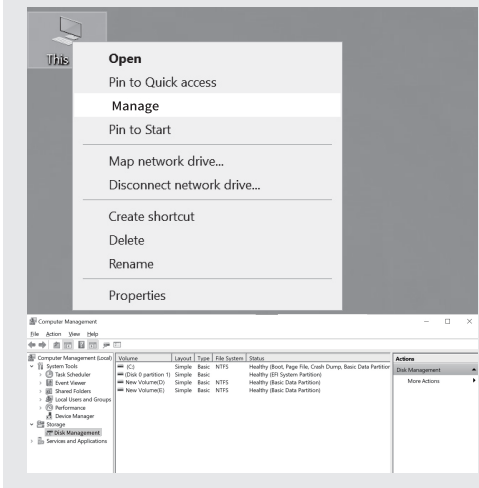 This
Open
Pin to Quick access
Manage
Pin to Start
Map network drive...
Disconnect network drive...
Create shortcut
Delete
Rename
Properties
Computer Management
File Action View Help
Computer Management (Local)
System Tools
Task Scheduler
Event Viewer
Shared Folders
Local Users and Groups
Performance
Device Manager
Storage
Disk Management
Services and Applications
Volume Layout Type File System Status
(C:) Simple Basic NTFS Healthy (Boot, Page File, Crash Dump, Basic Data Partition
(Disk 0 partition 1) Simple Basic Healthy (EFI System Partition)
New Volume(D) Simple Basic NTFS Healthy (Basic Data Partition)
New Volume(E) Simple Basic NTFS Healthy (Basic Data Partition)
Actions
Disk Management
More Actions